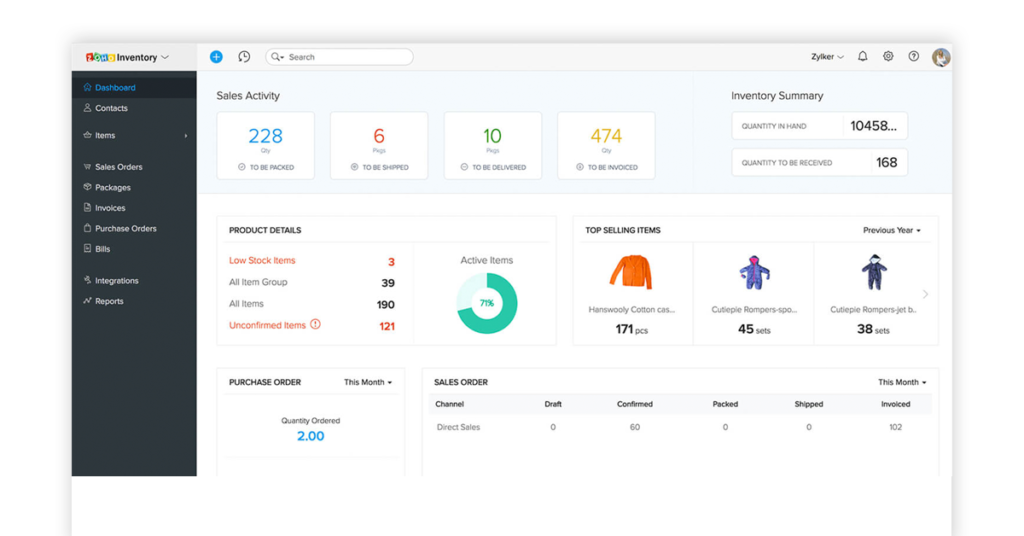 ZOHO Inventory
Search
Zylker
Dashboard
Contacts
Items
Sales Orders
Packages
Invoices
Purchase Orders
Bills
Integrations
Reports
Sales Activity
228
Qty
TO BE PACKED
6
Pkgs
TO BE SHIPPED
10
Pkgs
TO BE DELIVERED
474
Qty
TO BE INVOICED
Inventory Summary
QUANTITY IN HAND 10458...
QUANTITY TO BE RECEIVED 168
PRODUCT DETAILS
Low Stock Items 3
All Item Group 39
All Items 190
Unconfirmed Items 121
Active Items
71%
TOP SELLING ITEMS Previous Year
Hanswooly Cotton cas...
171 pcs
Cutiepie Rompers-spo...
45 sets
Cutiepie Rompers-jet b..
38 sets
PURCHASE ORDER This Month
Quantity Ordered
2.00
SALES ORDER This Month
Channel Draft Confirmed Packed Shipped Invoiced
Direct Sales 0 60 0 0 102